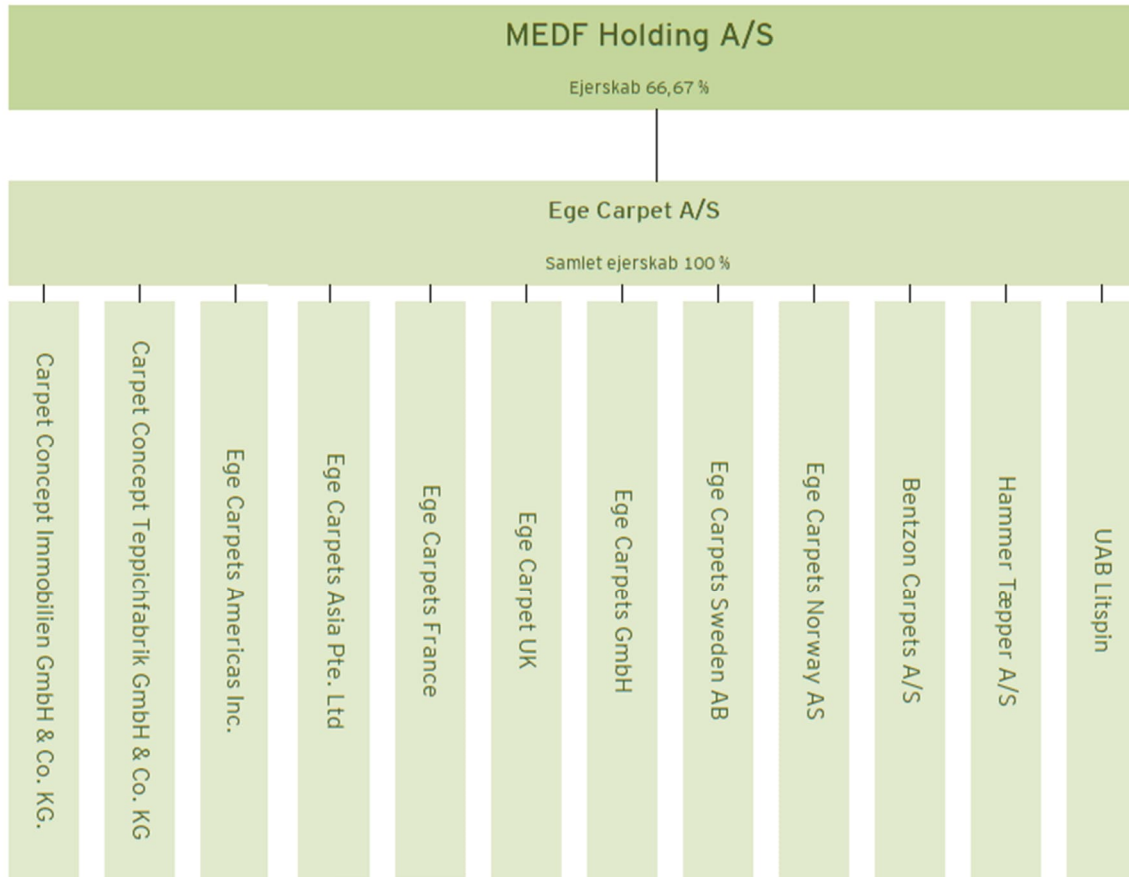 MEDF Holding A/S
Ejerskab 66,67 %
Ege Carpet A/S
Samlet ejerskab 100 %
Carpet Concept Immobilien GmbH & Co. KG.
Carpet Concept Teppichfabrik GmbH & Co. KG
Ege Carpets Americas Inc.
Ege Carpets Asia Pte. Ltd
Ege Carpets France
Ege Carpet UK
Ege Carpets GmbH
Ege Carpets Sweden AB
Ege Carpets Norway AS
Bentzon Carpets A/S
Hammer Tæpper A/S
UAB Litspin